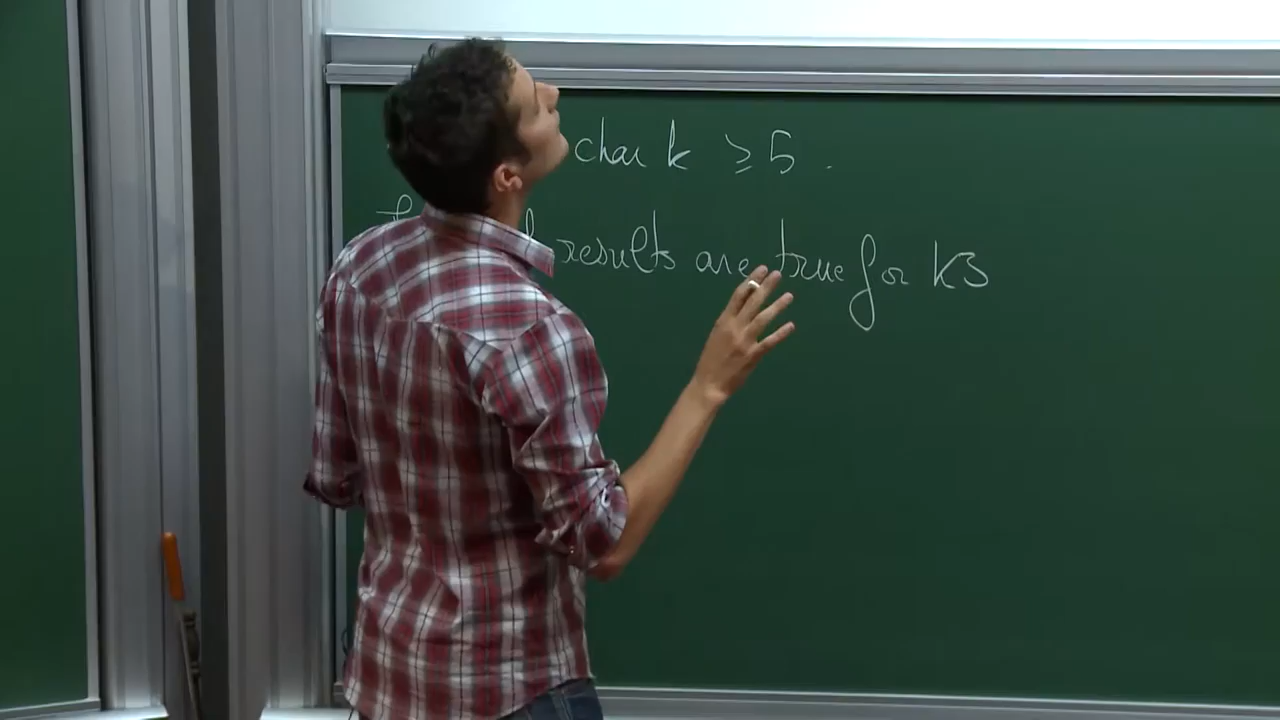 char k ≥ 5 .
results are true for K3